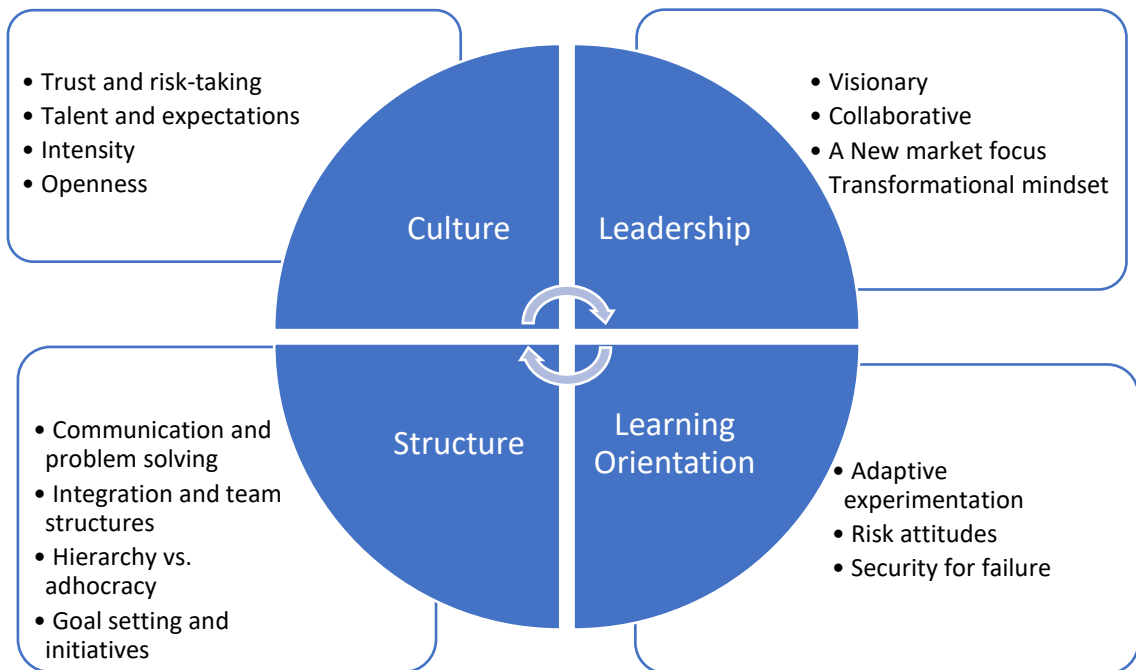 • Trust and risk-taking
• Talent and expectations
• Intensity
• Openness
Culture
Leadership
• Visionary
• Collaborative
• A New market focus
Transformational mindset
Structure
• Communication and
problem solving
• Integration and team
structures
• Hierarchy vs.
adhocracy
• Goal setting and
initiatives
Learning
Orientation
• Adaptive
experimentation
• Risk attitudes
• Security for failure